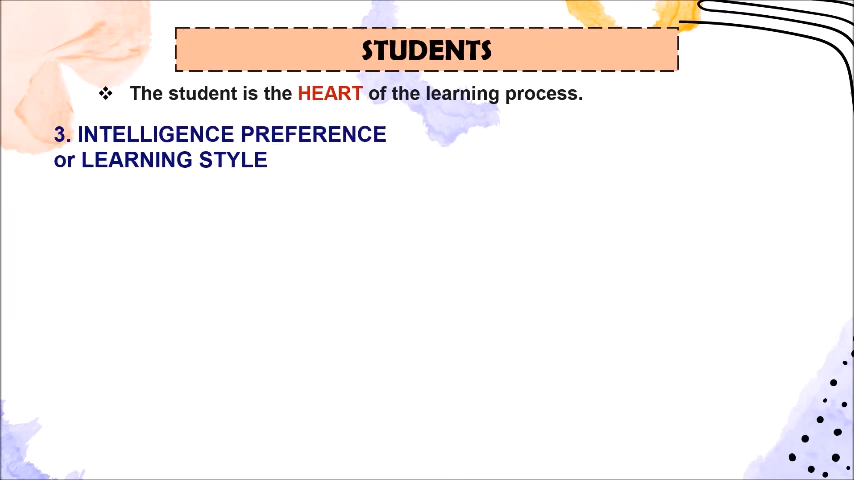 STUDENTS
❖ The student is the HEART of the learning process.
3. INTELLIGENCE PREFERENCE
or LEARNING STYLE